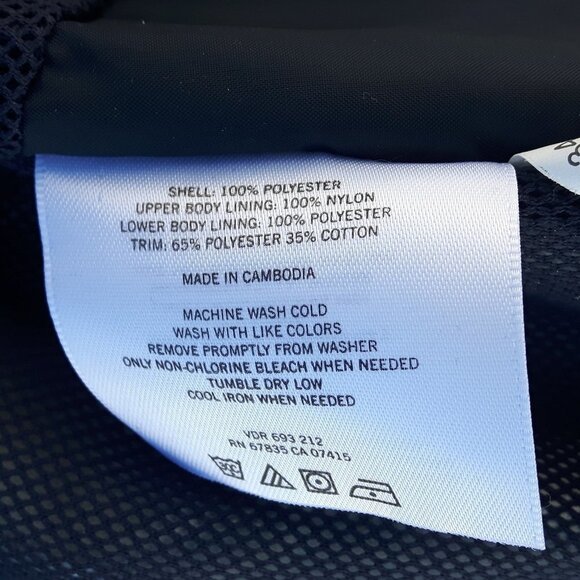 SHELL: 100% POLYESTER
UPPER BODY LINING: 100% NYLON
LOWER BODY LINING: 100% POLYESTER
TRIM: 65% POLYESTER 35% COTTON
MADE IN CAMBODIA
MACHINE WASH COLD
WASH WITH LIKE COLORS
REMOVE PROMPTLY FROM WASHER
ONLY NON-CHLORINE BLEACH WHEN NEEDED
TUMBLE DRY LOW
COOL IRON WHEN NEEDED
VDR 693 212
RN 67835 CA 07415
30C